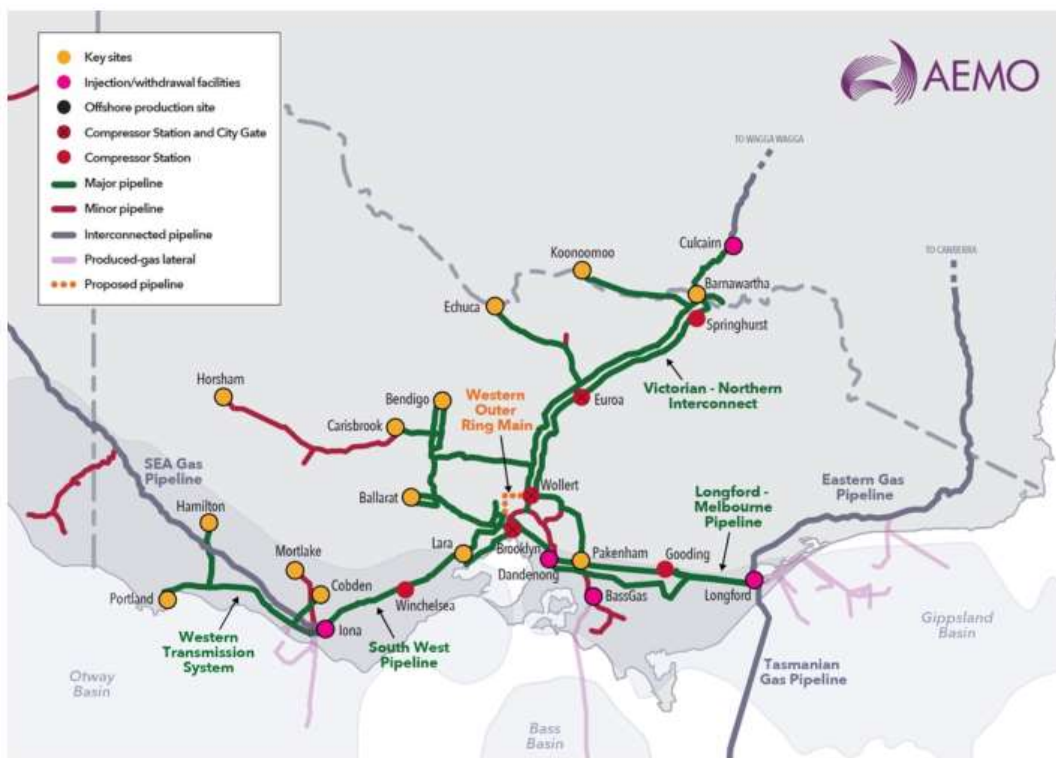 Key sites
Injection/withdrawal facilities
Offshore production site
Compressor Station and City Gate
Compressor Station
Major pipeline
Minor pipeline
Interconnected pipeline
Produced-gas lateral
Proposed pipeline
AEMO
TO WAGGA WAGGA
Culcairn
TO CANBERRA
Koonoomoo
Barnawartha
Echuca
Springhurst
Horsham
Bendigo
Western
Outer
Ring Main
Euroa
Victorian - Northern
Interconnect
Carisbrook
SEA Gas
Pipeline
Ballarat
Wollert
Longford -
Melbourne
Pipeline
Eastern Gas
Pipeline
Hamilton
Mortlake
Lara
Brooklyn
Pakenham
Gooding
Cobden
Dandenong
Portland
Winchelsea
BassGas
Longford
Iona
Western
Transmission
System
South West
Pipeline
Gippsland
Basin
Tasmanian
Gas Pipeline
Otway
Basin
Bass
Basin